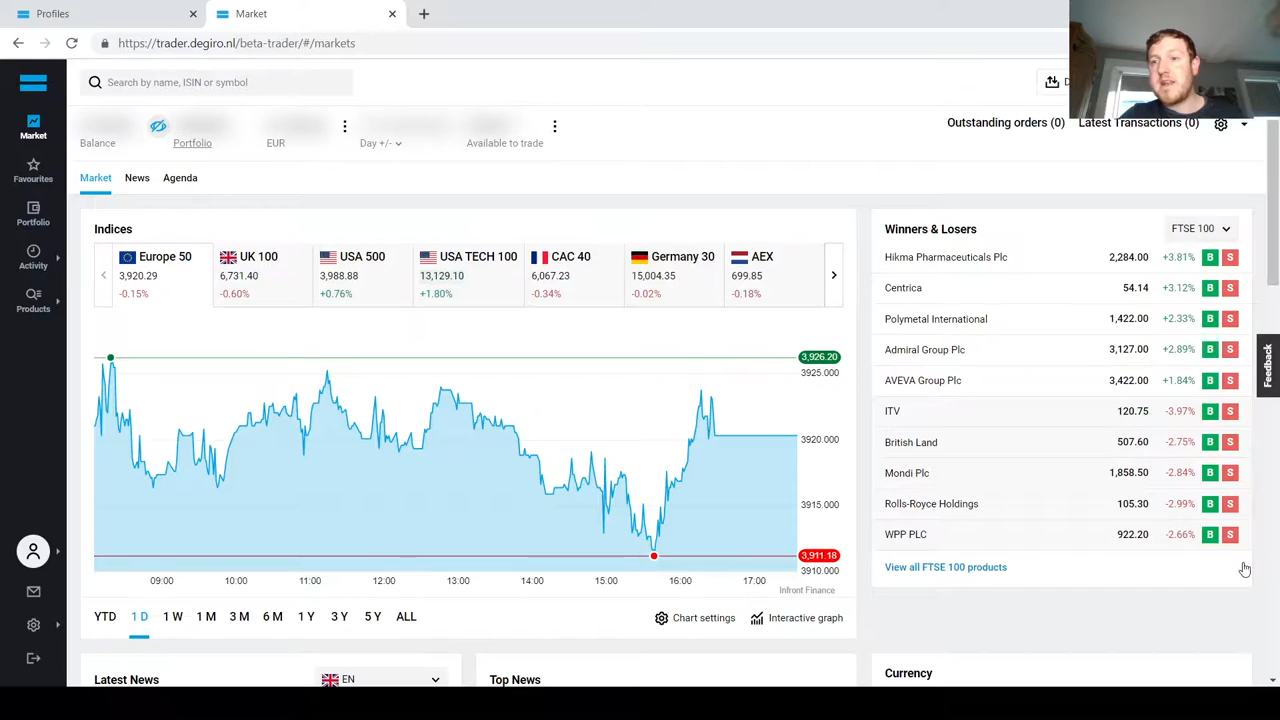 Profiles
Market
https://trader.degiro.nl/beta-trader/#/markets
Search by name, ISIN or symbol
Market
Favourites
Portfolio
Activity
Products
Balance
Portfolio
EUR
Day +/-
Available to trade
Outstanding orders (0)
Latest Transactions (0)
Market News Agenda
Indices
Europe 50 UK 100 USA 500 USA TECH 100 CAC 40 Germany 30 AEX
3,920.29 6,731.40 3,988.88 13,129.10 6,067.23 15,004.35 699.85
-0.15% -0.60% +0.76% +1.80% -0.34% -0.02% -0.18%
3,926.20
3925.000
3920.000
3915.000
3,911.18
3910.000
09:00 10:00 11:00 12:00 13:00 14:00 15:00 16:00 17:00
Infront Finance
YTD 1 D 1 W 1 M 3 M 6 M 1 Y 3 Y 5 Y ALL
Chart settings
Interactive graph
Winners & Losers
FTSE 100
Hikma Pharmaceuticals Plc 2,284.00 +3.81% B S
Centrica 54.14 +3.12% B S
Polymetal International 1,422.00 +2.33% B S
Admiral Group Plc 3,127.00 +2.89% B S
AVEVA Group Plc 3,422.00 +1.84% B S
ITV 120.75 -3.97% B S
British Land 507.60 -2.75% B S
Mondi Plc 1,858.50 -2.84% B S
Rolls-Royce Holdings 105.30 -2.99% B S
WPP PLC 922.20 -2.66% B S
View all FTSE 100 products
Feedback
Latest News
EN
Top News
Currency